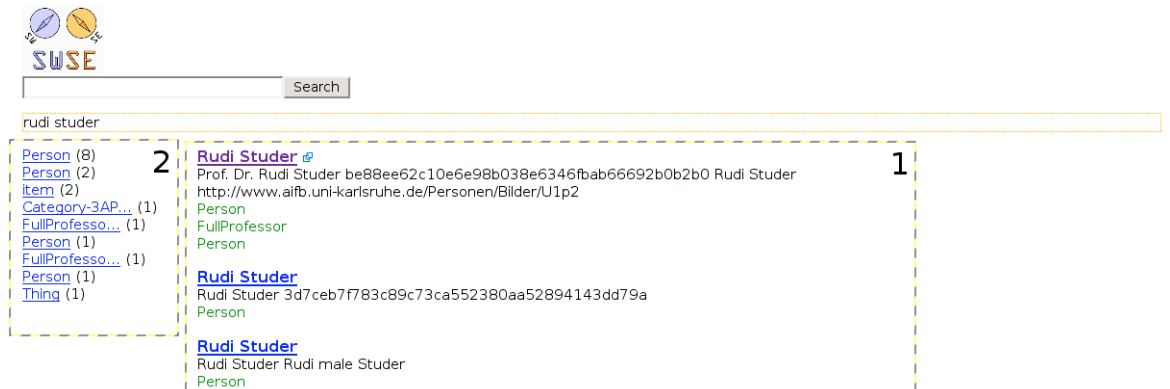 SW SW
SWSE
Search
rudi studer
Person (8)
Person (2)
item (2)
Category-3AP... (1)
FullProfesso... (1)
Person (1)
FullProfesso... (1)
Person (1)
Thing (1)
2
Rudi Studer
1
Prof. Dr. Rudi Studer be88ee62c10e6e98b038e6346fbab66692b0b2b0 Rudi Studer
http://www.aifb.uni-karlsruhe.de/Personen/Bilder/U1p2
Person
FullProfessor
Person
Rudi Studer
Rudi Studer 3d7ceb7f783c89c73ca552380aa52894143dd79a
Person
Rudi Studer
Rudi Studer Rudi male Studer
Person